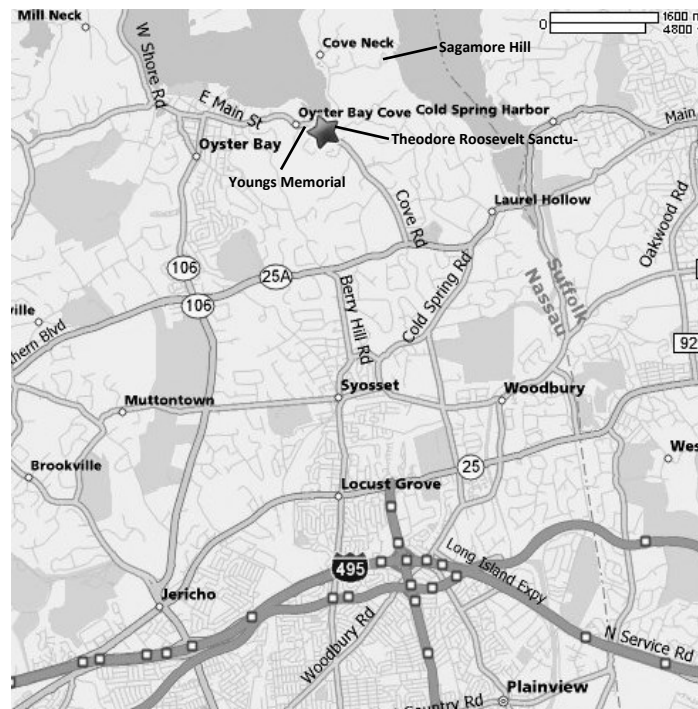 Mill Neck
W Shore Rd
Cove Neck
Sagamore Hill
0
1600 m
4800
E Main St
Oyster Bay Cove
Cold Spring Harbor
Main
Oyster Bay
Theodore Roosevelt Sanctu-
Youngs Memorial
Cove Rd
Laurel Hollow
Oakwood Rd
106
25A
106
Suffolk
Nassau
ville
Berry Hill Rd
Cold Spring Rd
92
thern Blvd
Syosset
Woodbury
Muttontown
25
Wes
Brookville
Locust Grove
495
Long Island Expy
Jericho
Woodbury Rd
N Service Rd
Plainview
Country Rd